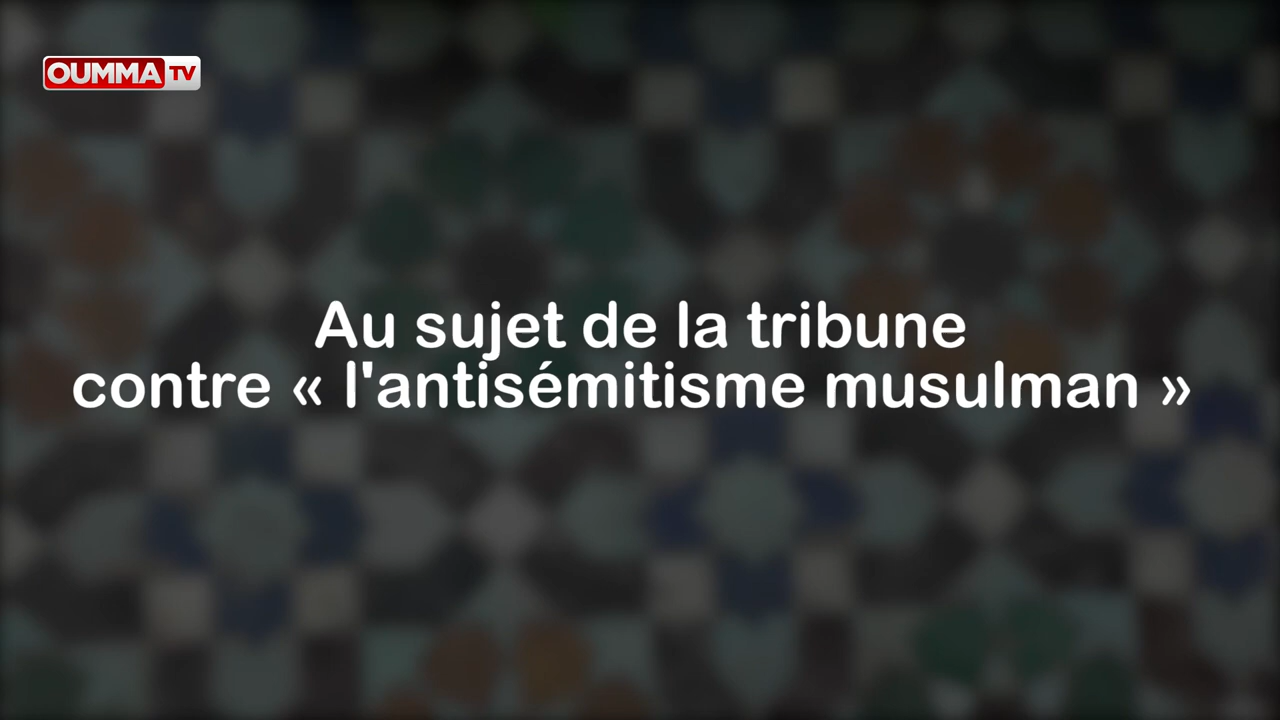 OUMMA TV
Au sujet de la tribune
contre « l'antisémitisme musulman »